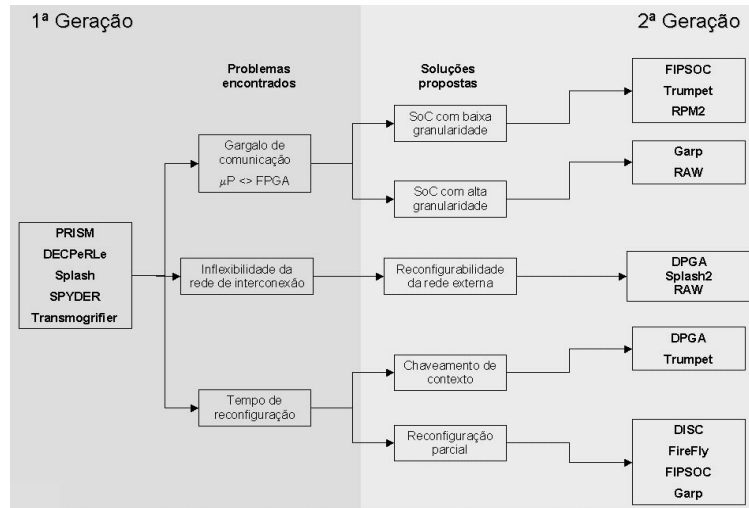 1ª Geração
2ª Geração
Problemas
encontrados
Soluções
propostas
FIPSOC
Trumpet
RPM2
SoC com baixa
granularidade
Gargalo de
comunicação
µP <> FPGA
Garp
RAW
SoC com alta
granularidade
PRISM
DECPeRLe
Splash
SPYDER
Transmogrifier
Inflexibilidade da
rede de interconexão
Reconfigurabilidade
da rede externa
DPGA
Splash2
RAW
DPGA
Trumpet
Chaveamento de
contexto
Tempo de
reconfiguração
Reconfiguração
parcial
DISC
FireFly
FIPSOC
Garp